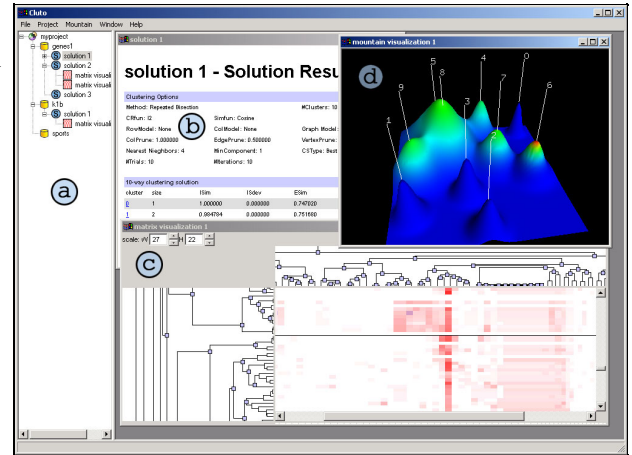 Cluto
File Project Mountain Window Help
myproject
genes1
solution 1
solution 2
matrix visuali
matrix visuali
solution 3
k1b
solution 1
matrix visuali
sports
a
solution 1
solution 1 - Solution Resu
Clustering Options
Method: Repeated Bisection #Clusters: 10
CRfun: I2 Simfun: Cosine
RowModel: None ColModel: None Graph Model:
ColPrune: 1.000000 EdgePrune: 0.500000 VertexPrune:
Nearest Neighbors: 4 MinComponent: 1 CSType: Best
#Trials: 10 #Iterations: 10
b
10-way clustering solution
cluster size ISim ISdev ESim
0 1 1.000000 0.000000 0.747020
1 2 0.984784 0.000000 0.751680
matrix visualization 1
scale: W 27 H 22
c
mountain visualization 1
d
5 8 4 0
9 7 6
1 3 2